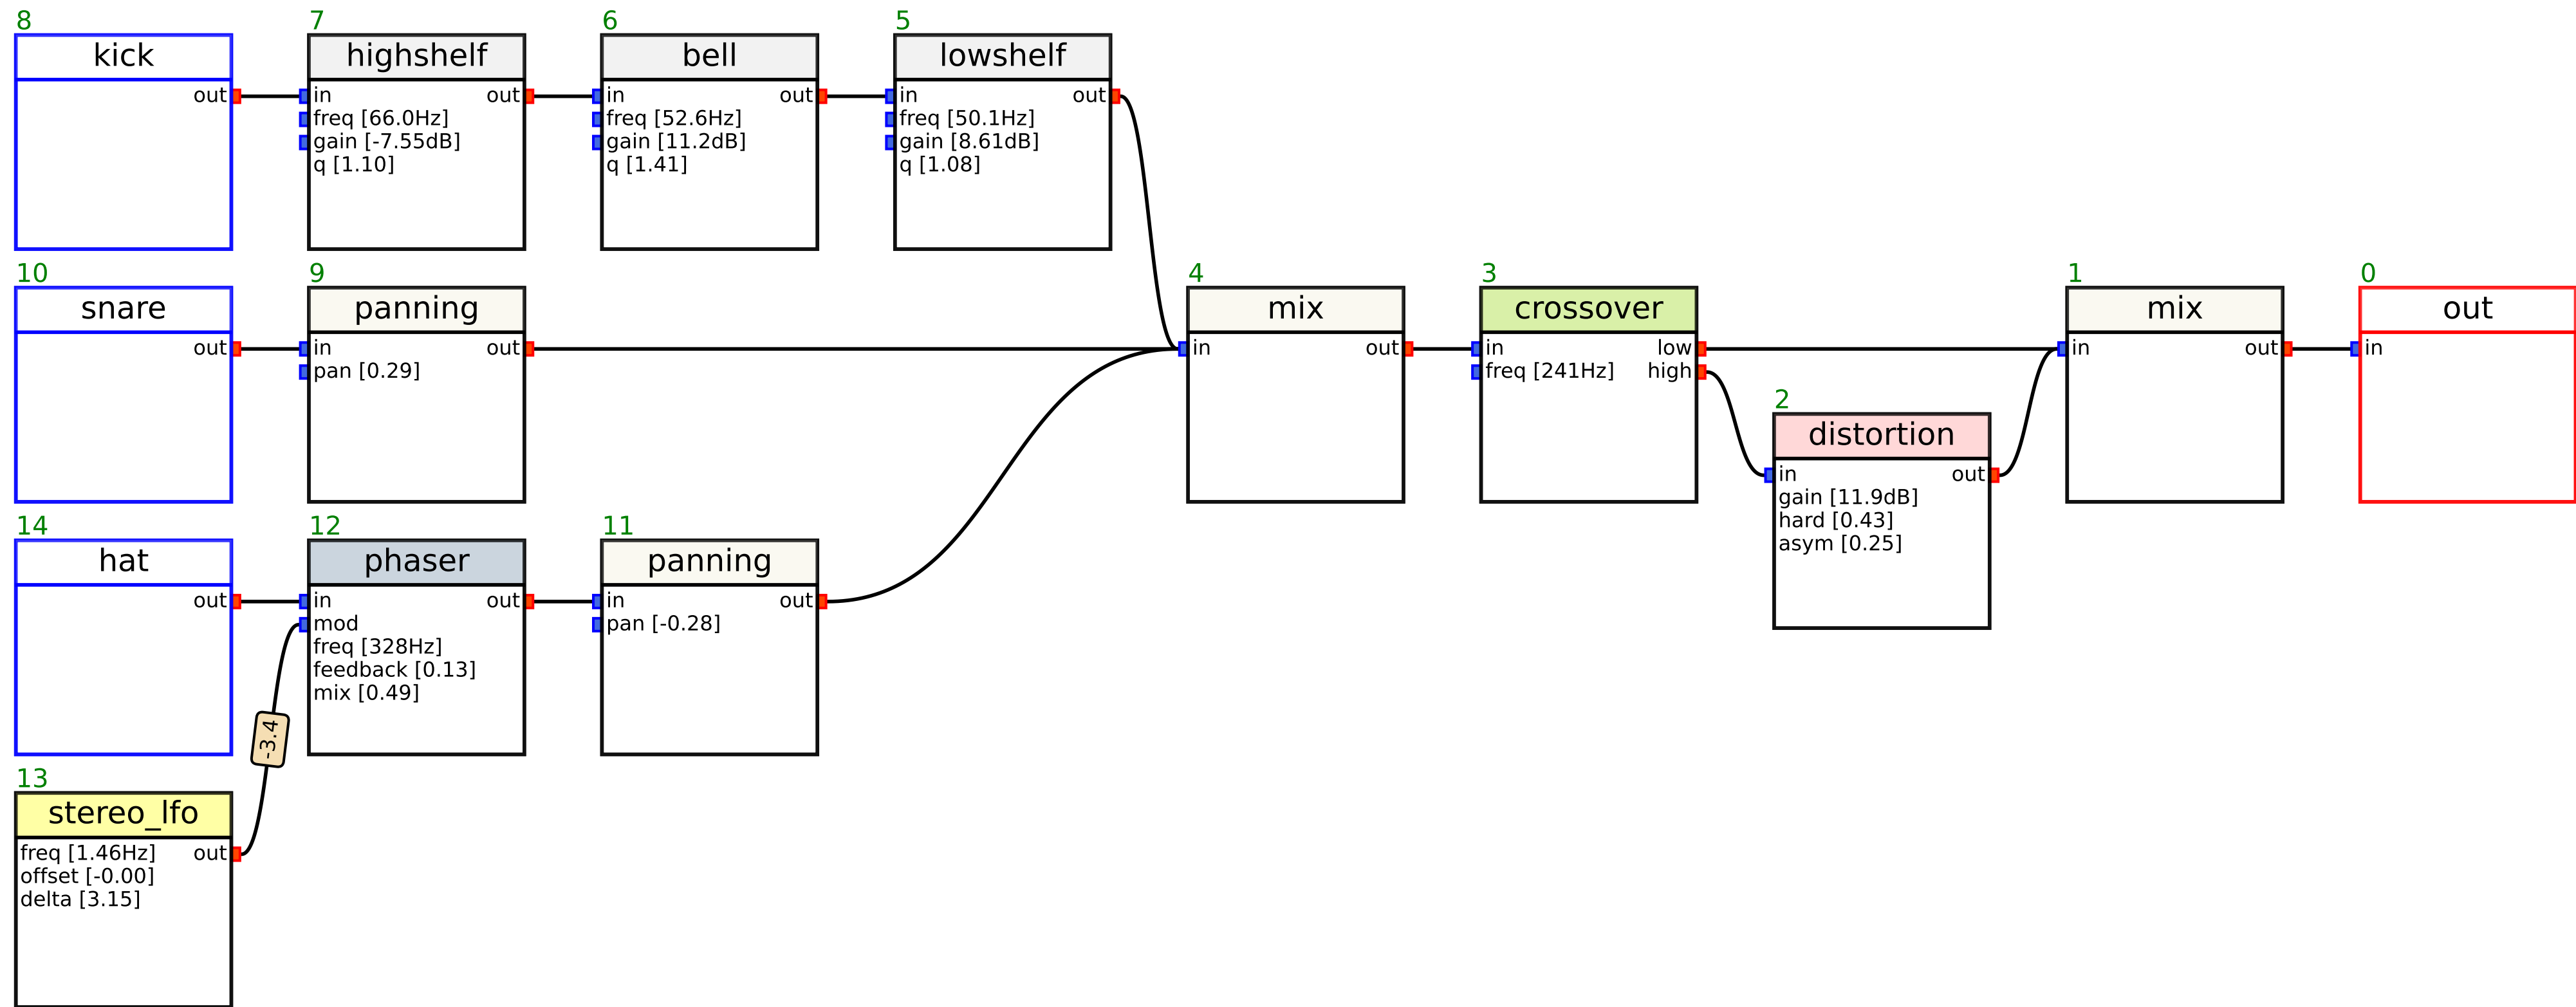 8
kick
out
7
highshelf
in out
freq [66.0Hz]
gain [-7.55dB]
q [1.10]
6
bell
in out
freq [52.6Hz]
gain [11.2dB]
q [1.41]
5
lowshelf
in out
freq [50.1Hz]
gain [8.61dB]
q [1.08]
10
snare
out
9
panning
in out
pan [0.29]
4
mix
in out
3
crossover
in low
freq [241Hz] high
2
distortion
in out
gain [11.9dB]
hard [0.43]
asym [0.25]
1
mix
in out
0
out
in
14
hat
out
12
phaser
in out
mod
freq [328Hz]
feedback [0.13]
mix [0.49]
11
panning
in out
pan [-0.28]
-3.4
13
stereo_lfo
freq [1.46Hz] out
offset [-0.00]
delta [3.15]